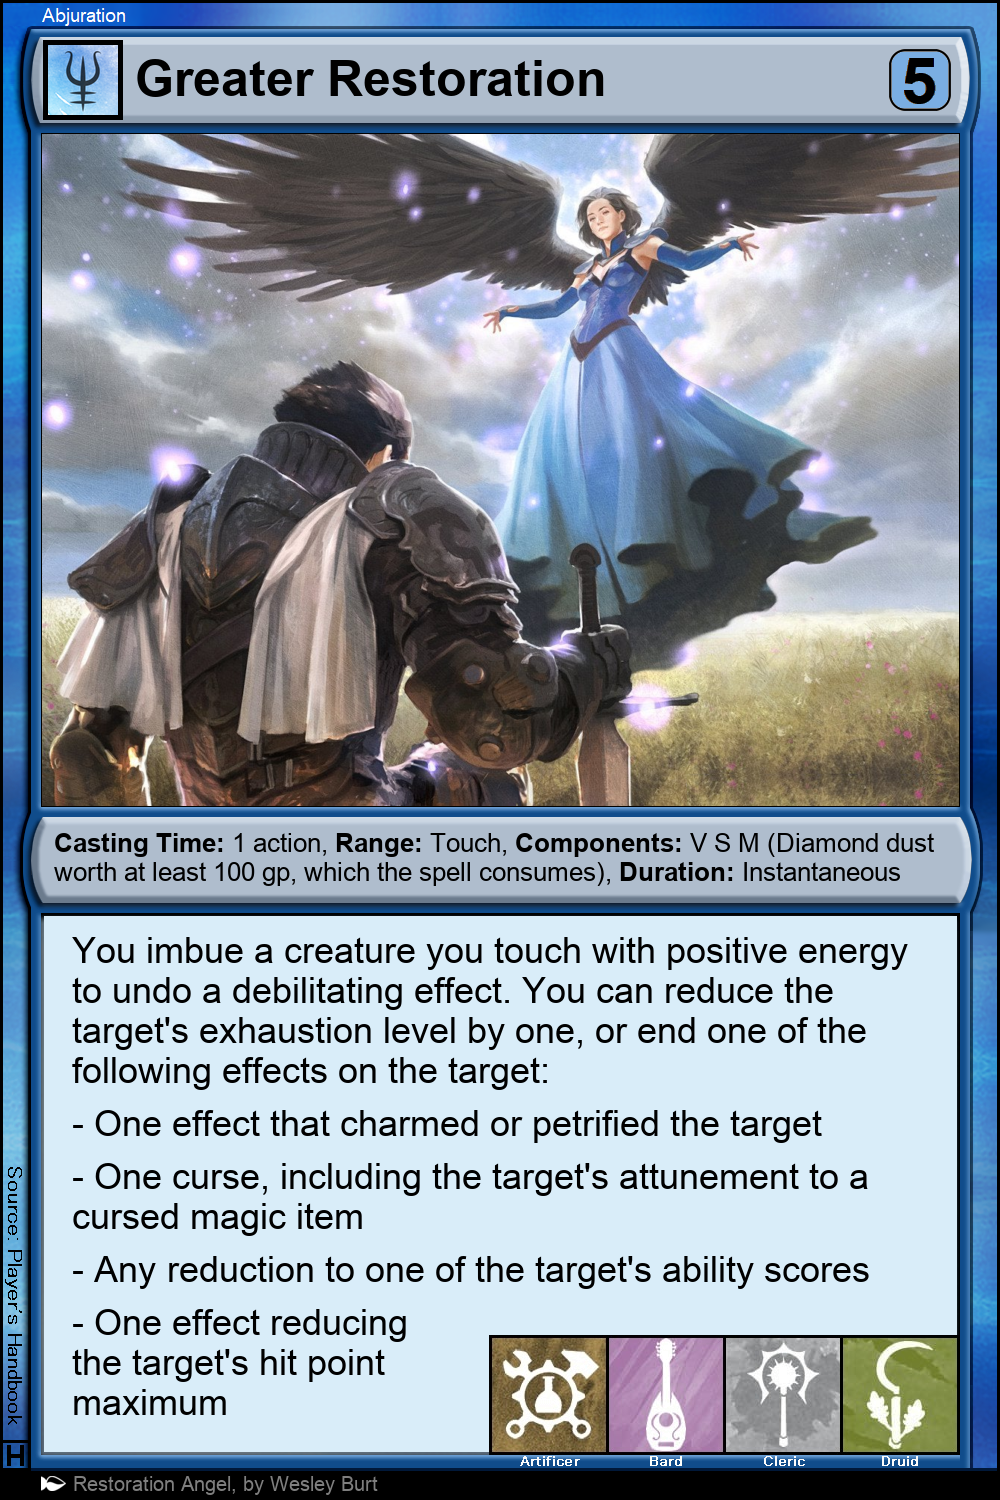 Abjuration
Greater Restoration
5
Casting Time: 1 action, Range: Touch, Components: V S M (Diamond dust
worth at least 100 gp, which the spell consumes), Duration: Instantaneous
You imbue a creature you touch with positive energy
to undo a debilitating effect. You can reduce the
target's exhaustion level by one, or end one of the
following effects on the target:
- One effect that charmed or petrified the target
- One curse, including the target's attunement to a
cursed magic item
- Any reduction to one of the target's ability scores
- One effect reducing
the target's hit point
maximum
Artificer
Bard
Cleric
Druid
Source: Player's Handbook
H
Restoration Angel, by Wesley Burt